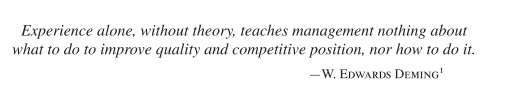 Experience alone, without theory, teaches management nothing about
what to do to improve quality and competitive position, nor how to do it.
—W. Edwards Deming¹